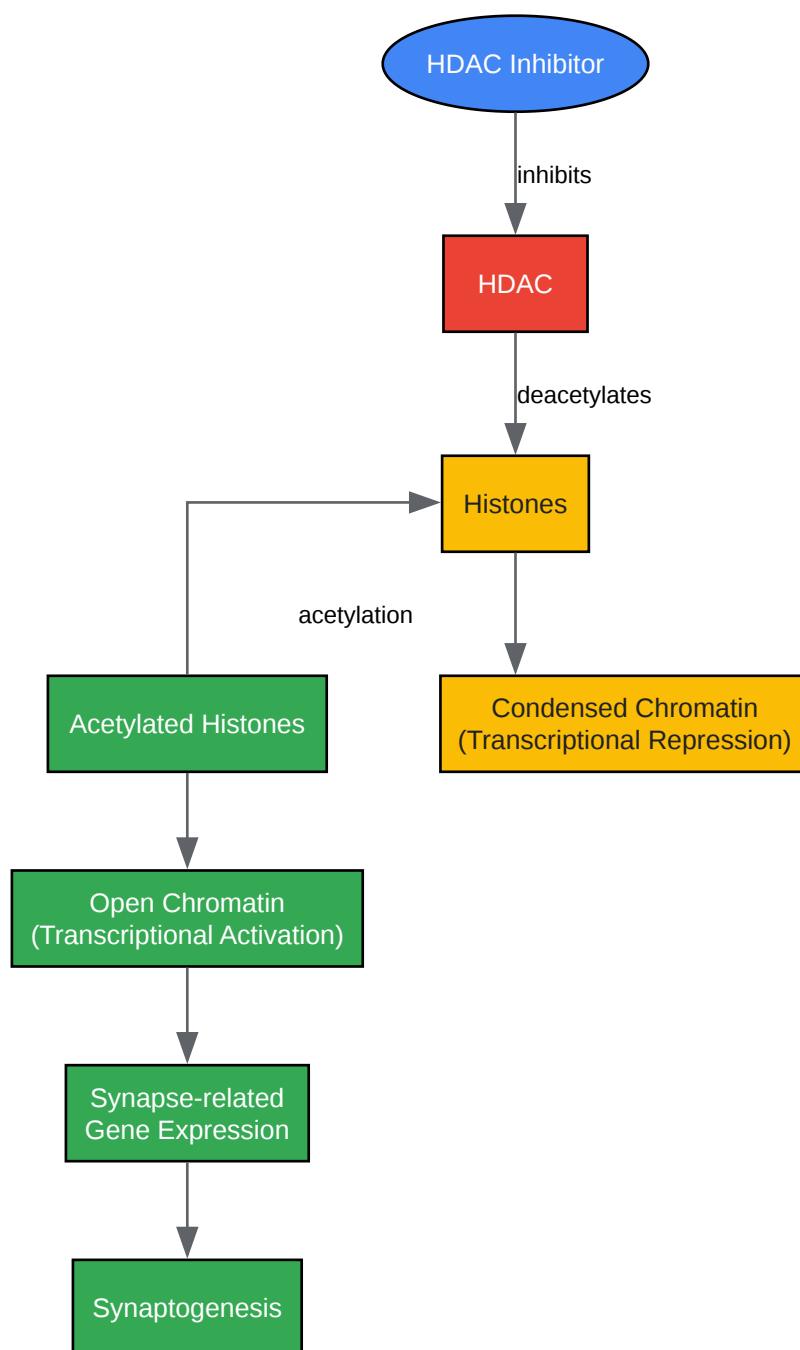 HDAC Inhibitor
inhibits
HDAC
deacetylates
Histones
acetylation
Acetylated Histones
Condensed Chromatin
(Transcriptional Repression)
Open Chromatin
(Transcriptional Activation)
Synapse-related
Gene Expression
Synaptogenesis